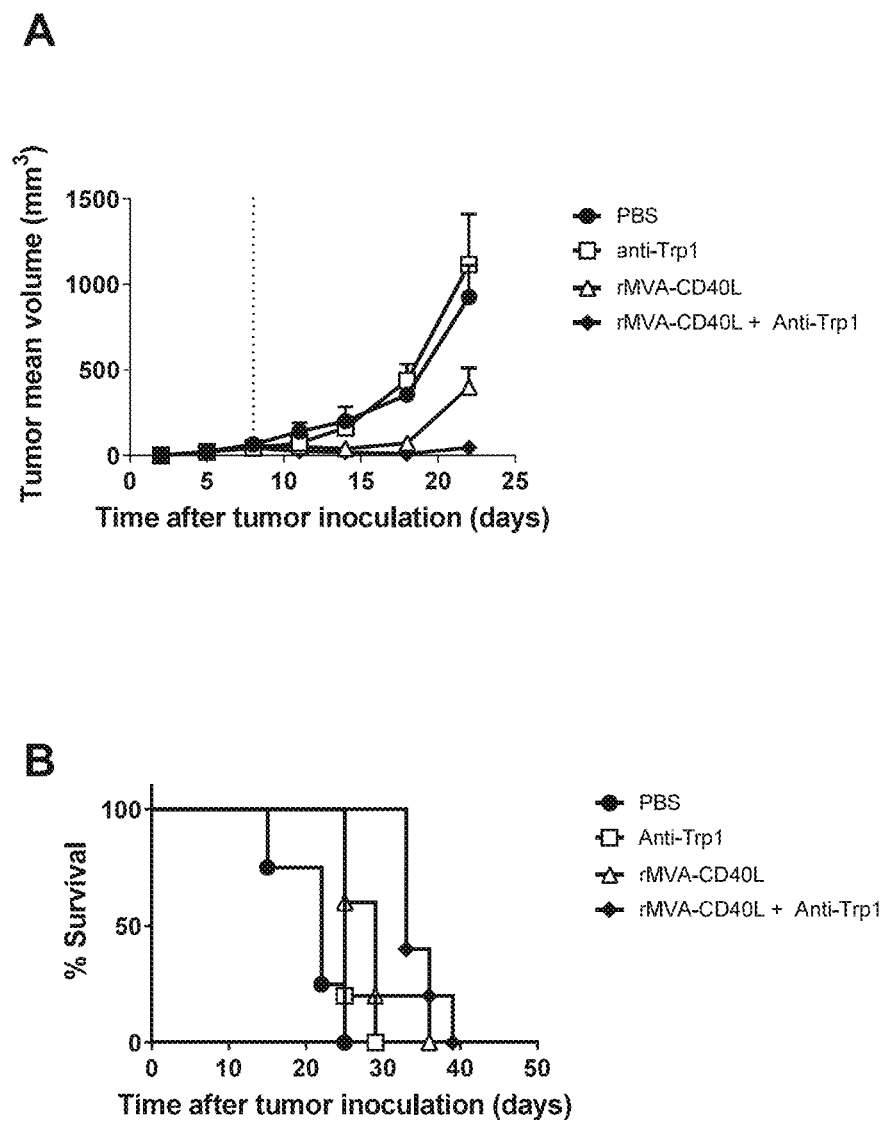 A
Tumor mean volume (mm3)
1500
1000
500
0
0 5 10 15 20 25
Time after tumor inoculation (days)
PBS
anti-Trp1
rMVA-CD40L
rMVA-CD40L + Anti-Trp1
B
% Survival
100
50
0
0 10 20 30 40 50
Time after tumor inoculation (days)
PBS
Anti-Trp1
rMVA-CD40L
rMVA-CD40L + Anti-Trp1